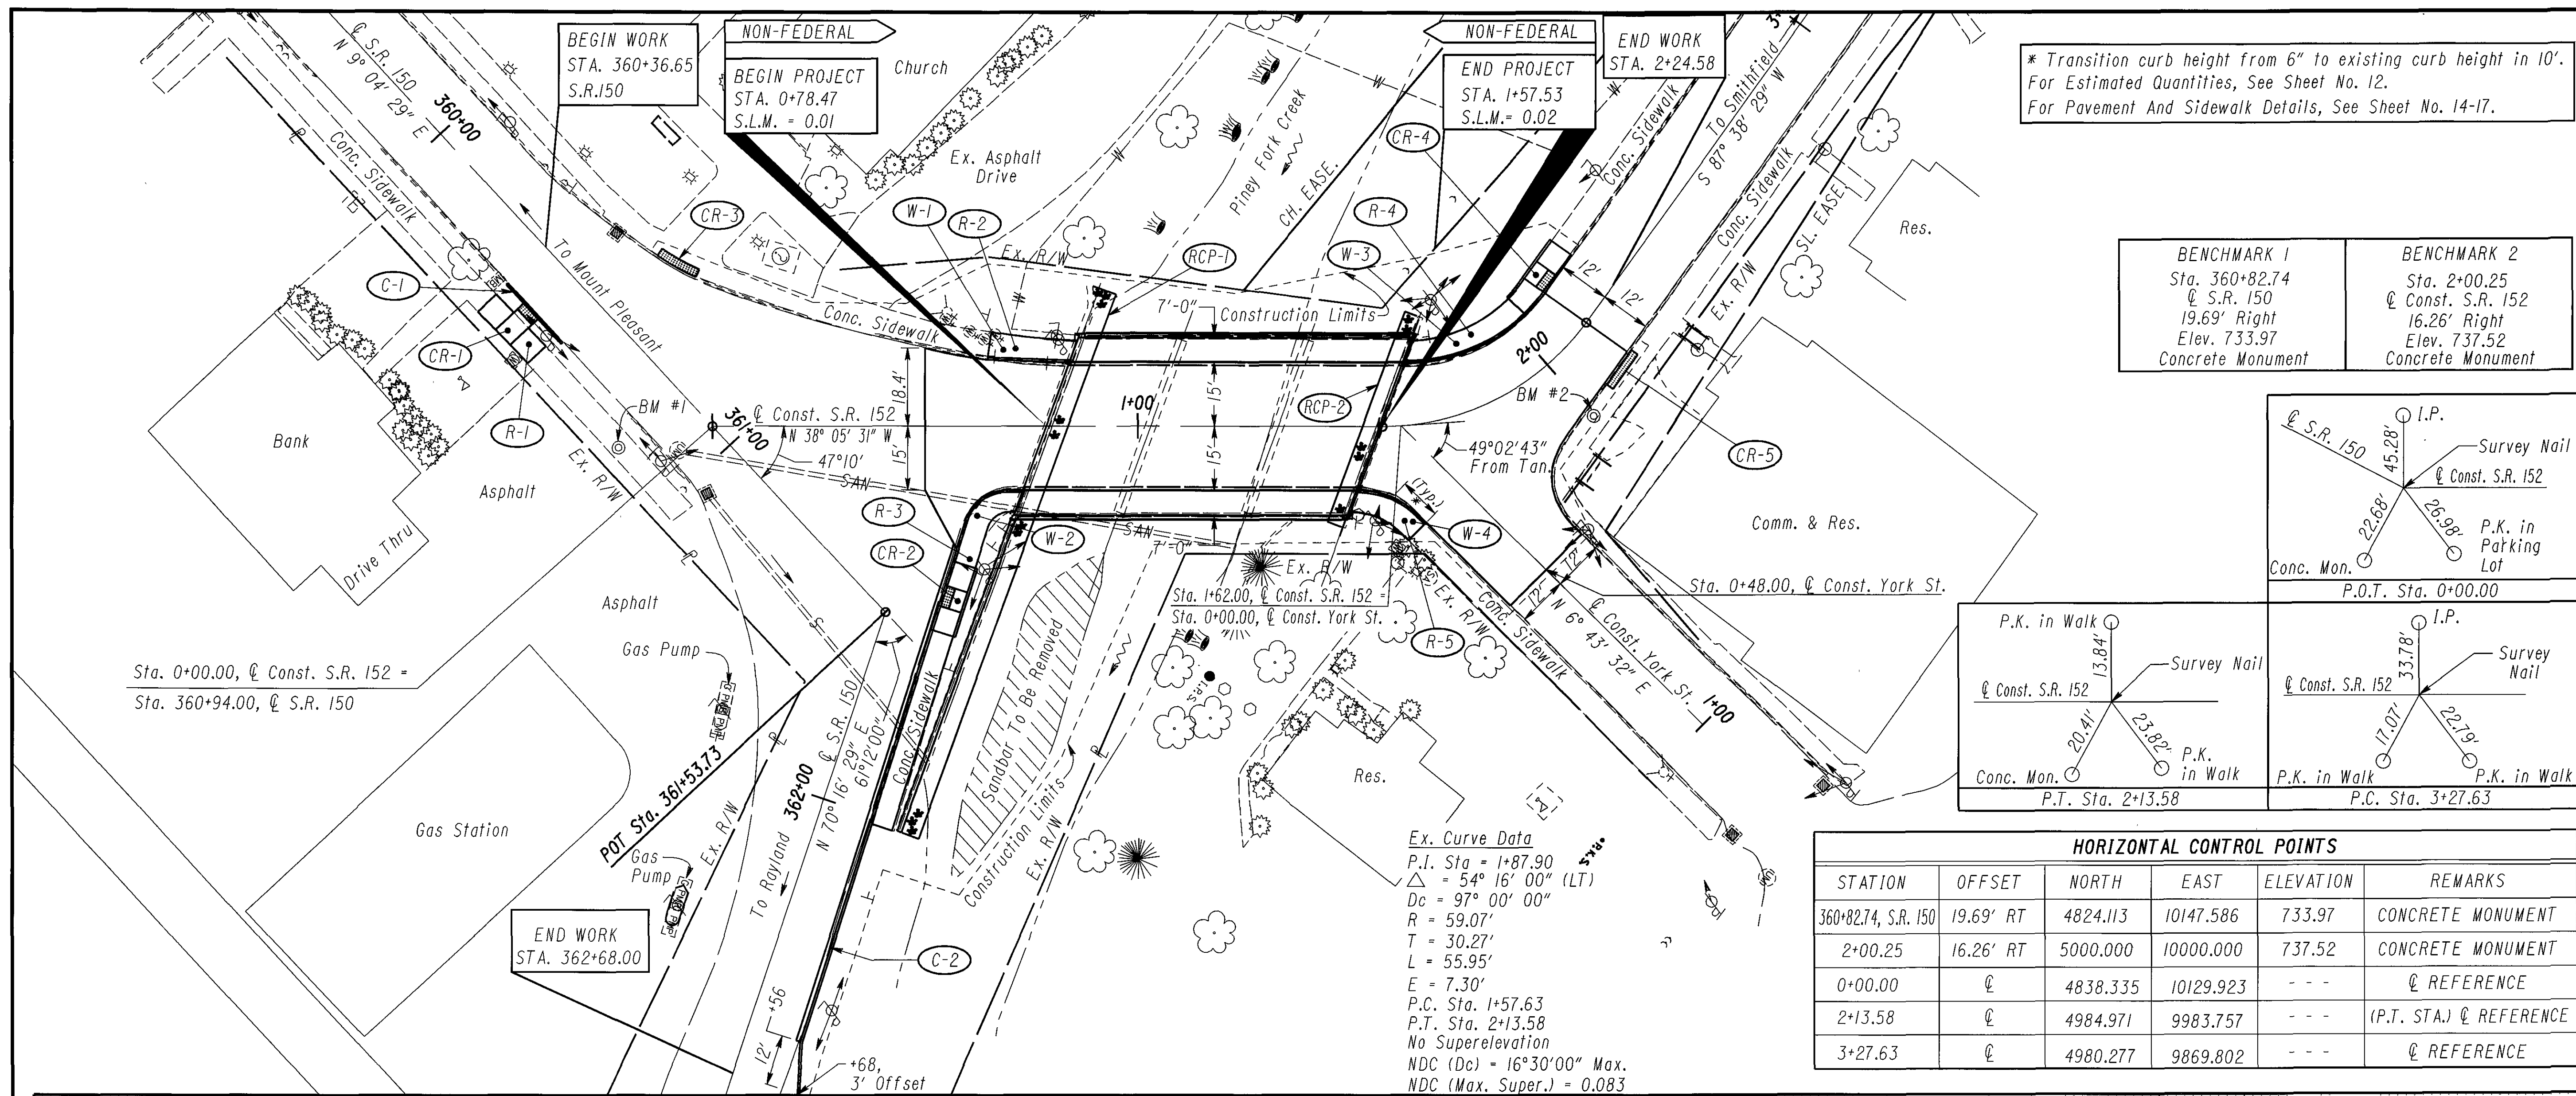 BEGIN WORK
STA. 360+36.65
S.R.150
NON-FEDERAL
BEGIN PROJECT
STA. 0+78.47
S.L.M. = 0.01
NON-FEDERAL
END PROJECT
STA. 1+57.53
S.L.M.= 0.02
END WORK
STA. 2+24.58
* Transition curb height from 6" to existing curb height in 10'.
For Estimated Quantities, See Sheet No. 12.
For Pavement And Sidewalk Details, See Sheet No. 14-17.
℄ S.R. 150
N 9° 04' 29" E
360+00
Conc. Sidewalk
To Mount Pleasant
Church
Ex. Asphalt
Drive
Piney Fork Creek
CH. EASE.
Ex. R/W
To Smithfield
S 87° 38' 29" W
Conc. Sidewalk
Conc. Sidewalk
SL. EASE.
Ex. R/W
Res.
CR-3
W-1
R-2
RCP-1
CR-4
R-4
W-3
C-1
CR-1
R-1
Conc. Sidewalk
7'-0"
Construction Limits
12'
12'
2+00
BM #2
CR-5
RCP-2
BM #1
361+00
℄ Const. S.R. 152
N 38° 05' 31" W
47°10'
18.4'
15'
1+00
15'
15'
49°02'43"
From Tan.
Bank
Drive Thru
Asphalt
Ex. R/W
SAN
SAN
R-3
CR-2
W-2
7'-0"
(Typ.)
*
W-4
R-5
Comm. & Res.
Ex. R/W
Sta. 1+62.00, ℄ Const. S.R. 152 =
Sta. 0+00.00, ℄ Const. York St.
Ex. R/W
Conc. Sidewalk
12'
12'
Sta. 0+48.00, ℄ Const. York St.
℄ Const. York St.
N 6° 43' 32" E
1+00
Asphalt
Gas Pump
Sta. 0+00.00, ℄ Const. S.R. 152 =
Sta. 360+94.00, ℄ S.R. 150
POT Sta. 361+53.73
Gas Station
Gas
Pump
Ex. R/W
To Rayland
362+00
N 70° 16' 29" E
℄ S.R. 150
61°12'00"
Conc. Sidewalk
Sandbar To Be Removed
Construction Limits
Ex. R/W
I.P.S.
Res.
P.K.S.
END WORK
STA. 362+68.00
C-2
+56
12'
+68,
3' Offset
Ex. Curve Data
P.I. Sta = 1+87.90
△ = 54° 16' 00" (LT)
Dc = 97° 00' 00"
R = 59.07'
T = 30.27'
L = 55.95'
E = 7.30'
P.C. Sta. 1+57.63
P.T. Sta. 2+13.58
No Superelevation
NDC (Dc) = 16°30'00" Max.
NDC (Max. Super.) = 0.083
BENCHMARK 1
Sta. 360+82.74
℄ S.R. 150
19.69' Right
Elev. 733.97
Concrete Monument
BENCHMARK 2
Sta. 2+00.25
℄ Const. S.R. 152
16.26' Right
Elev. 737.52
Concrete Monument
℄ S.R. 150
I.P.
45.28'
Survey Nail
℄ Const. S.R. 152
22.68'
26.98'
P.K. in
Parking
Lot
Conc. Mon.
P.O.T. Sta. 0+00.00
P.K. in Walk
13.84'
Survey Nail
℄ Const. S.R. 152
20.41'
23.82'
P.K.
in Walk
Conc. Mon.
P.T. Sta. 2+13.58
I.P.
33.78'
Survey
Nail
℄ Const. S.R. 152
17.07'
22.79'
P.K. in Walk
P.K. in Walk
P.C. Sta. 3+27.63
HORIZONTAL CONTROL POINTS
STATION OFFSET NORTH EAST ELEVATION REMARKS
360+82.74, S.R. 150 19.69' RT 4824.113 10147.586 733.97 CONCRETE MONUMENT
2+00.25 16.26' RT 5000.000 10000.000 737.52 CONCRETE MONUMENT
0+00.00 ℄ 4838.335 10129.923 - - - ℄ REFERENCE
2+13.58 ℄ 4984.971 9983.757 - - - (P.T. STA.) ℄ REFERENCE
3+27.63 ℄ 4980.277 9869.802 - - - ℄ REFERENCE